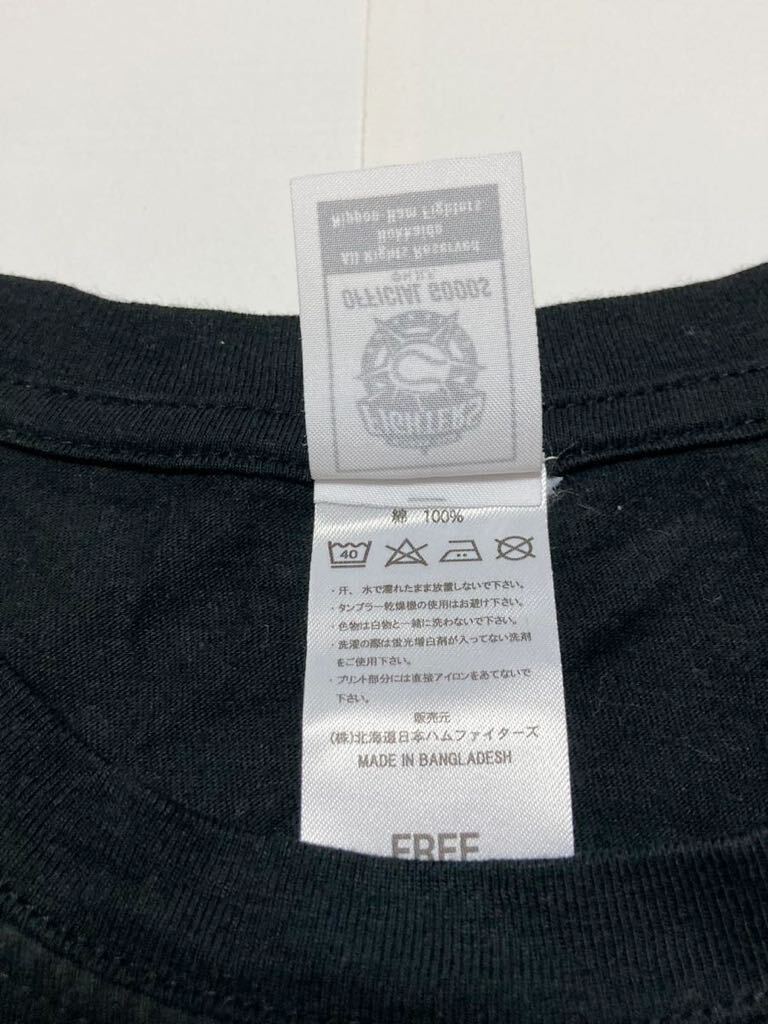 Nippon Ham Fighters
Hokkaido
All Rights Reserved
OFFICIAL GOODS
FIGHTERS
綿 100%
40
・汗、水で濡れたまま放置しないで下さい。
・タンブラー乾燥機の使用はお避け下さい。
・色物は白物と一緒に洗わないで下さい。
・洗濯の際は蛍光増白剤が入ってない洗剤
をご使用下さい。
・プリント部分には直接アイロンをあてないで
下さい。
販売元
(株)北海道日本ハムファイターズ
MADE IN BANGLADESH
FREE